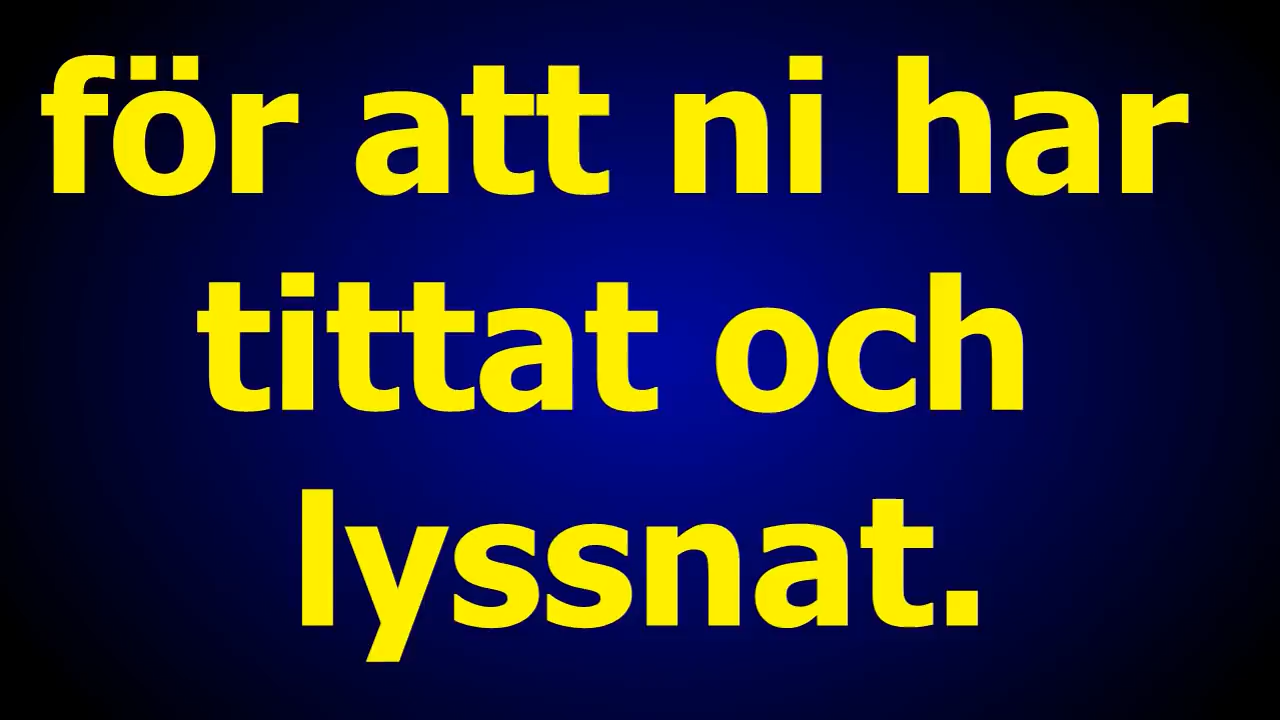 för att ni har
tittat och
lyssnat.